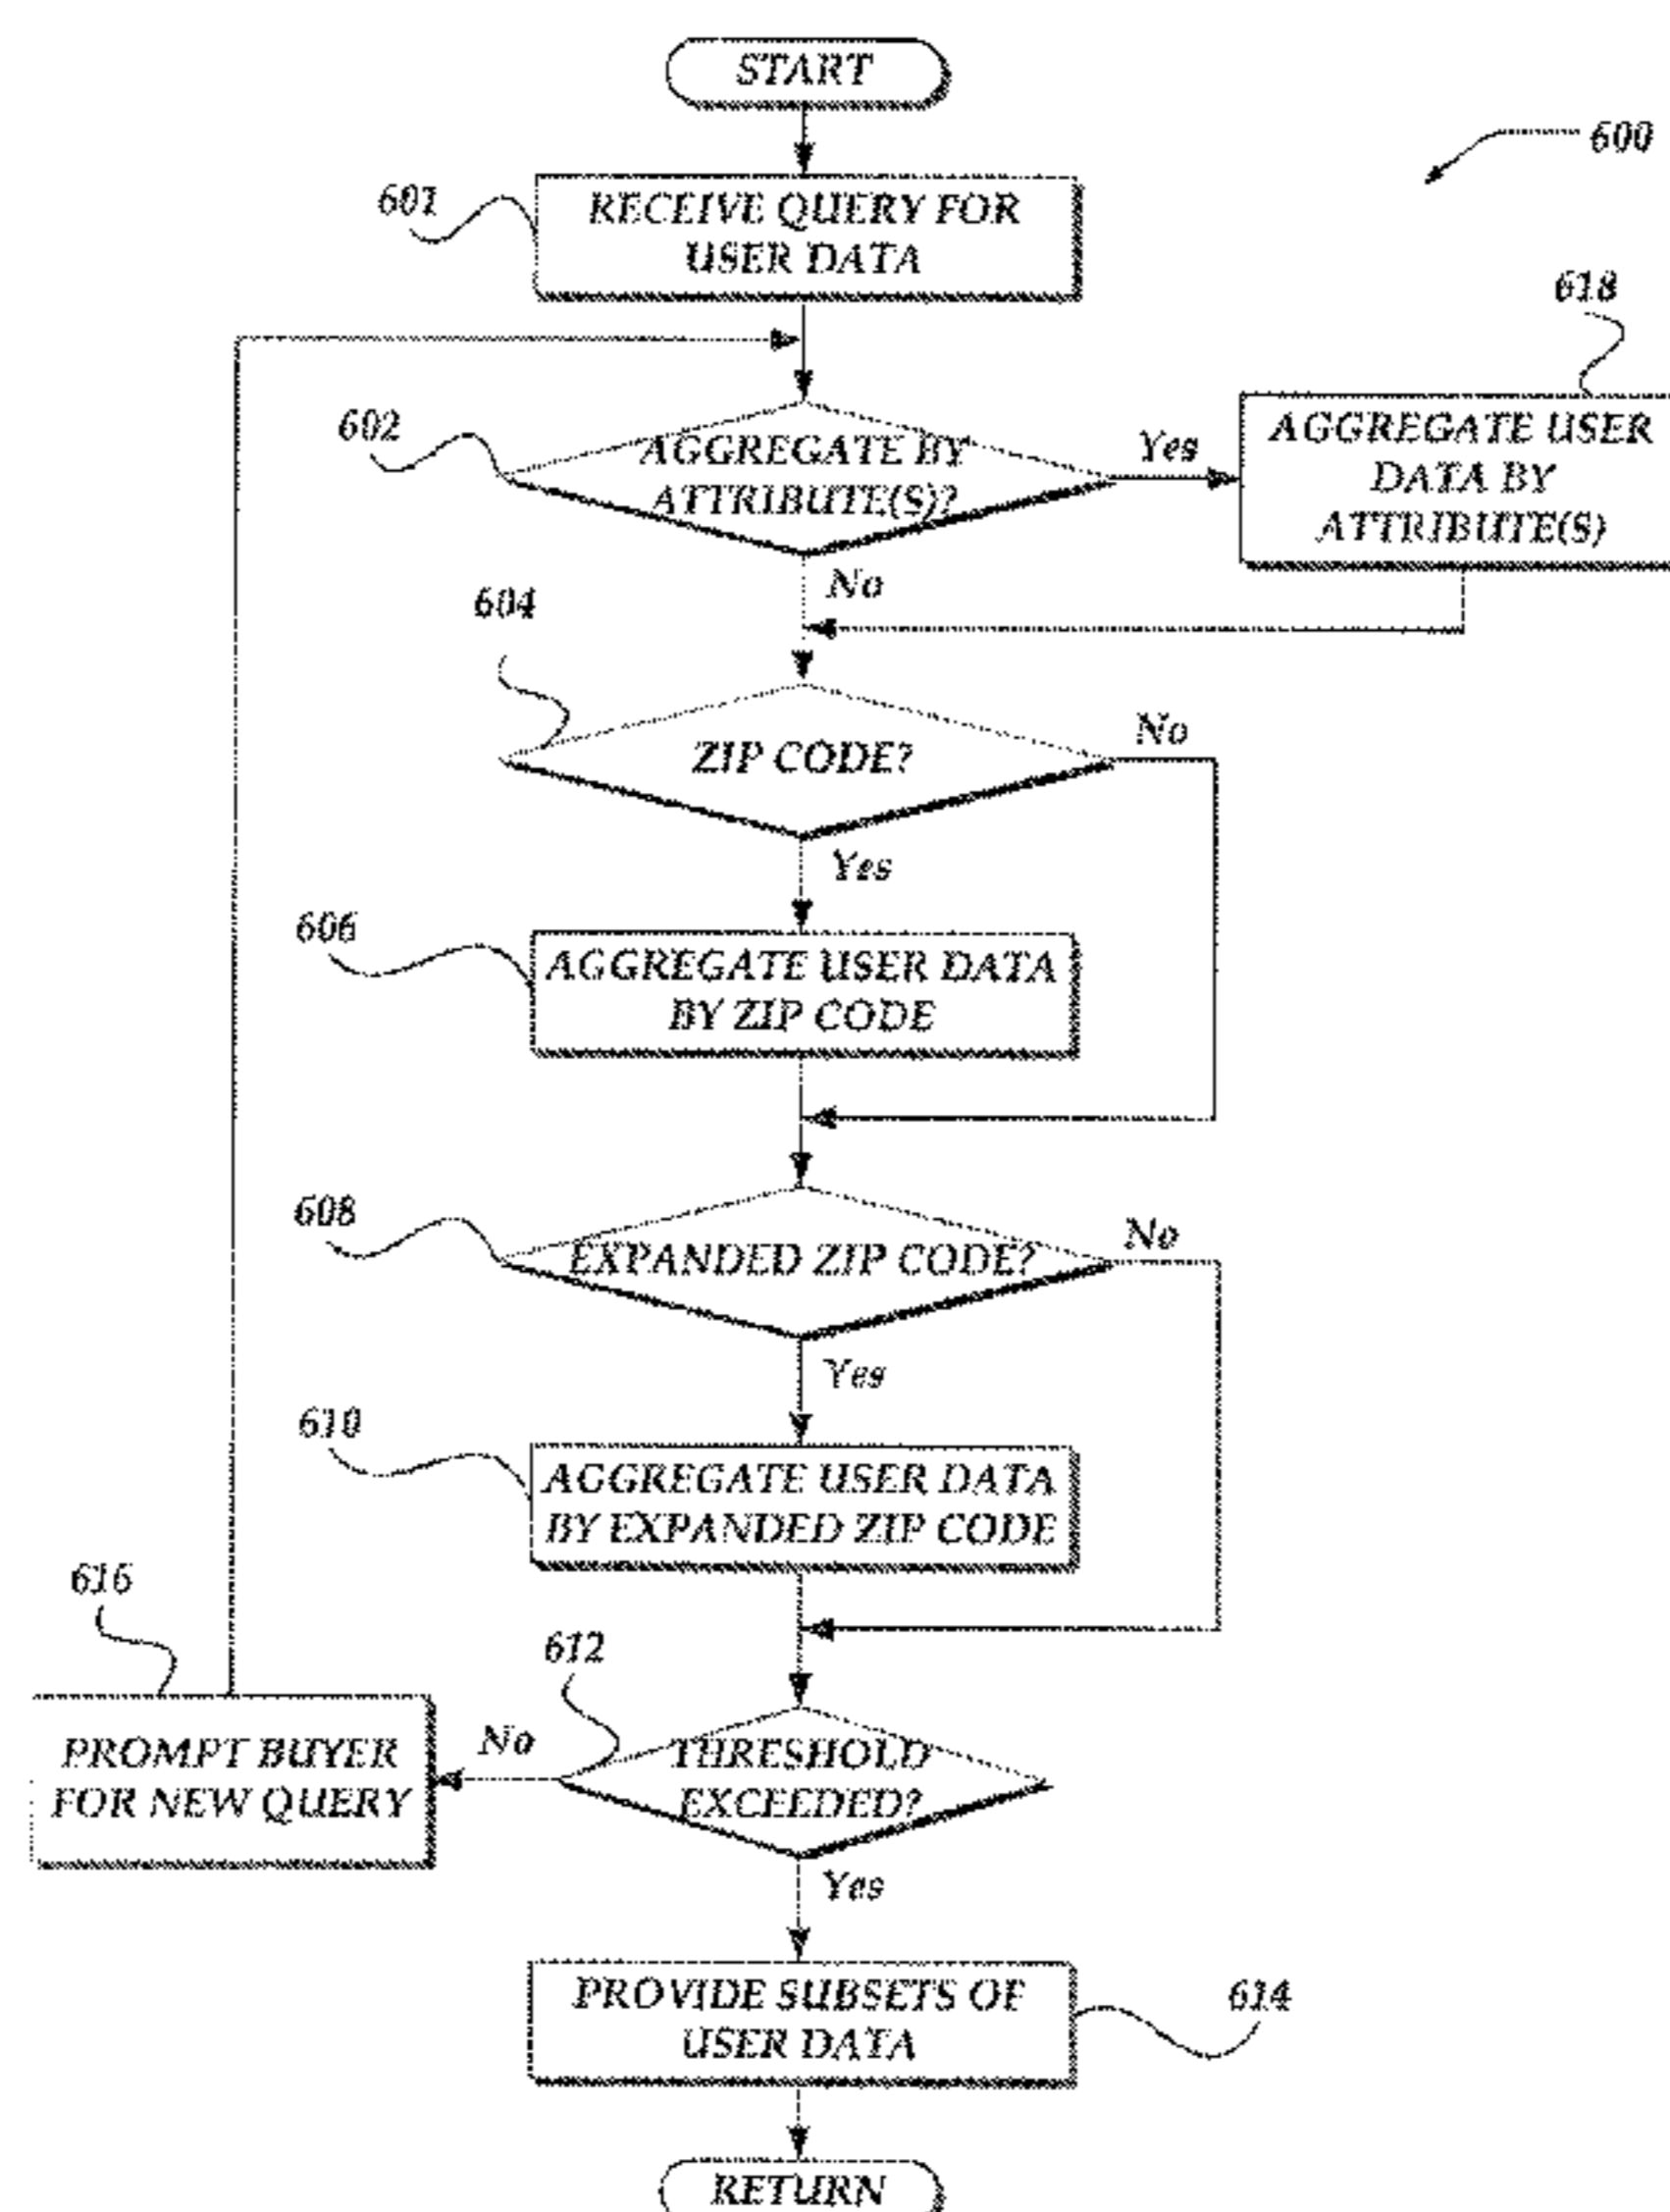 START
600
601
RECEIVE QUERY FOR
USER DATA
618
602
AGGREGATE BY
ATTRIBUTE(S)?
Yes
AGGREGATE USER
DATA BY
ATTRIBUTE(S)
No
604
ZIP CODE?
No
Yes
606
AGGREGATE USER DATA
BY ZIP CODE
608
EXPANDED ZIP CODE?
No
Yes
610
AGGREGATE USER DATA
BY EXPANDED ZIP CODE
616
612
PROMPT BUYER
FOR NEW QUERY
No
THRESHOLD
EXCEEDED?
Yes
PROVIDE SUBSETS OF
USER DATA
614
RETURN